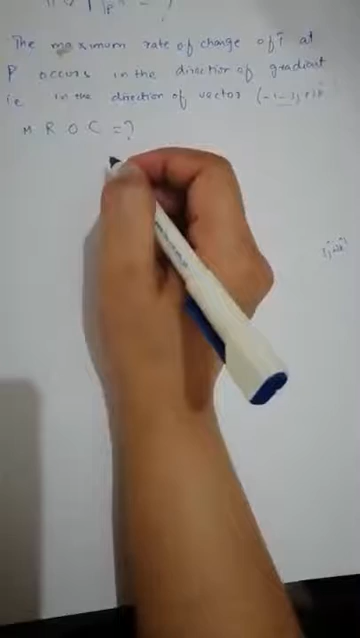 The maximum rate of change of T at
P occurs in the direction of gradient
ie in the direction of vector
M R O C = ?